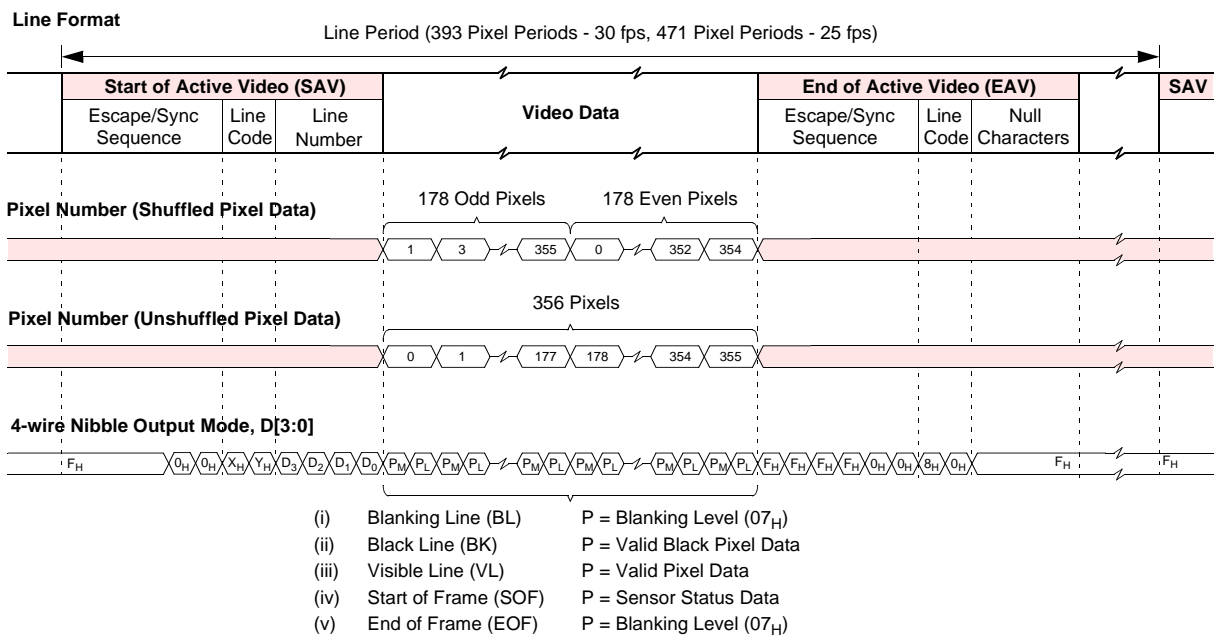 Line Format
Line Period (393 Pixel Periods - 30 fps, 471 Pixel Periods - 25 fps)
Start of Active Video (SAV)
End of Active Video (EAV)
SAV
Escape/Sync Sequence
Line Code
Line Number
Video Data
Escape/Sync Sequence
Line Code
Null Characters
178 Odd Pixels
178 Even Pixels
Pixel Number (Shuffled Pixel Data)
1 3 355 0 352 354
356 Pixels
Pixel Number (Unshuffled Pixel Data)
0 1 177 178 354 355
4-wire Nibble Output Mode, D[3:0]
FH 0H 0H XH YH D3 D2 D1 D0 PM PL PM PL PM PL PM PL PM PL PM PL FH FH FH FH 0H 0H 8H 0H FH FH
(i) Blanking Line (BL) P = Blanking Level (07H)
(ii) Black Line (BK) P = Valid Black Pixel Data
(iii) Visible Line (VL) P = Valid Pixel Data
(iv) Start of Frame (SOF) P = Sensor Status Data
(v) End of Frame (EOF) P = Blanking Level (07H)